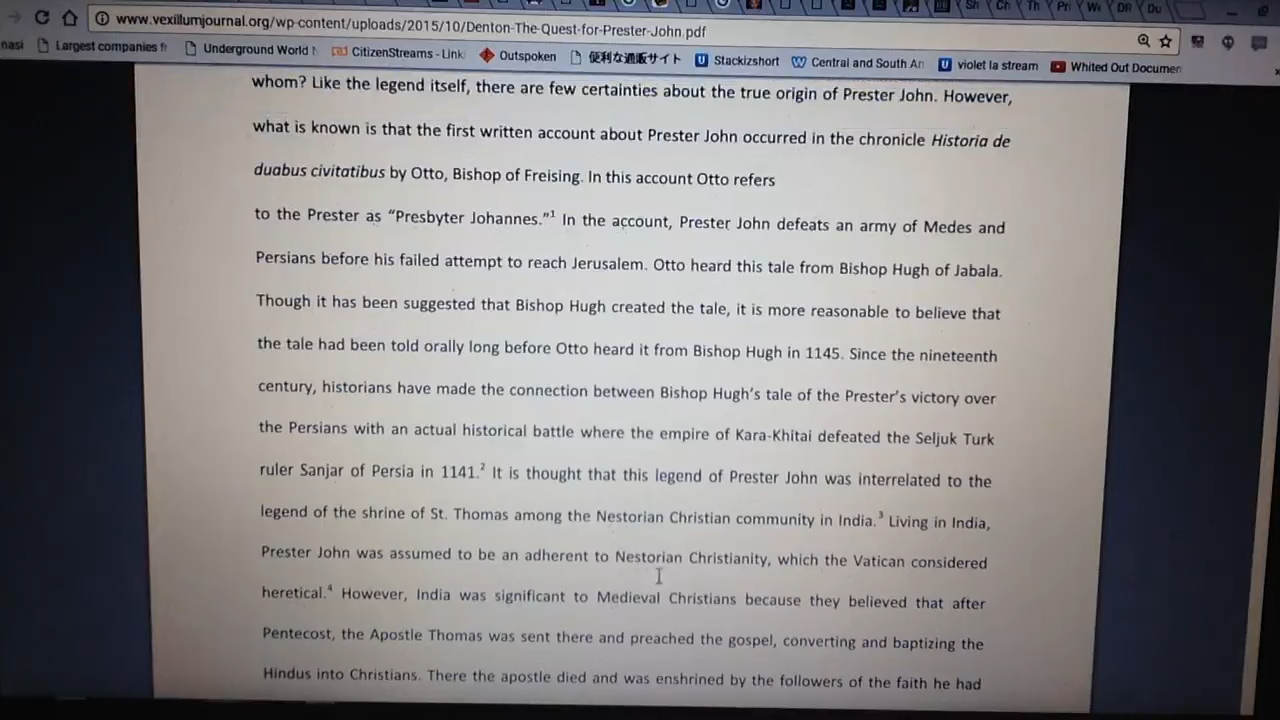 Sh Ch Th Pri Wi DR Du
www.vexillumjournal.org/wp-content/uploads/2015/10/Denton-The-Quest-for-Prester-John.pdf
nasi Largest companies Underground World CitizenStreams - Link Outspoken 便利な通販サイト Stackizshort Central and South violet la stream Whited Out Documen
whom? Like the legend itself, there are few certainties about the true origin of Prester John. However,
what is known is that the first written account about Prester John occurred in the chronicle Historia de
duabus civitatibus by Otto, Bishop of Freising. In this account Otto refers
to the Prester as “Presbyter Johannes.”1 In the account, Prester John defeats an army of Medes and
Persians before his failed attempt to reach Jerusalem. Otto heard this tale from Bishop Hugh of Jabala.
Though it has been suggested that Bishop Hugh created the tale, it is more reasonable to believe that
the tale had been told orally long before Otto heard it from Bishop Hugh in 1145. Since the nineteenth
century, historians have made the connection between Bishop Hugh’s tale of the Prester’s victory over
the Persians with an actual historical battle where the empire of Kara-Khitai defeated the Seljuk Turk
ruler Sanjar of Persia in 1141.2 It is thought that this legend of Prester John was interrelated to the
legend of the shrine of St. Thomas among the Nestorian Christian community in India.3 Living in India,
Prester John was assumed to be an adherent to Nestorian Christianity, which the Vatican considered
heretical.4 However, India was significant to Medieval Christians because they believed that after
Pentecost, the Apostle Thomas was sent there and preached the gospel, converting and baptizing the
Hindus into Christians. There the apostle died and was enshrined by the followers of the faith he had